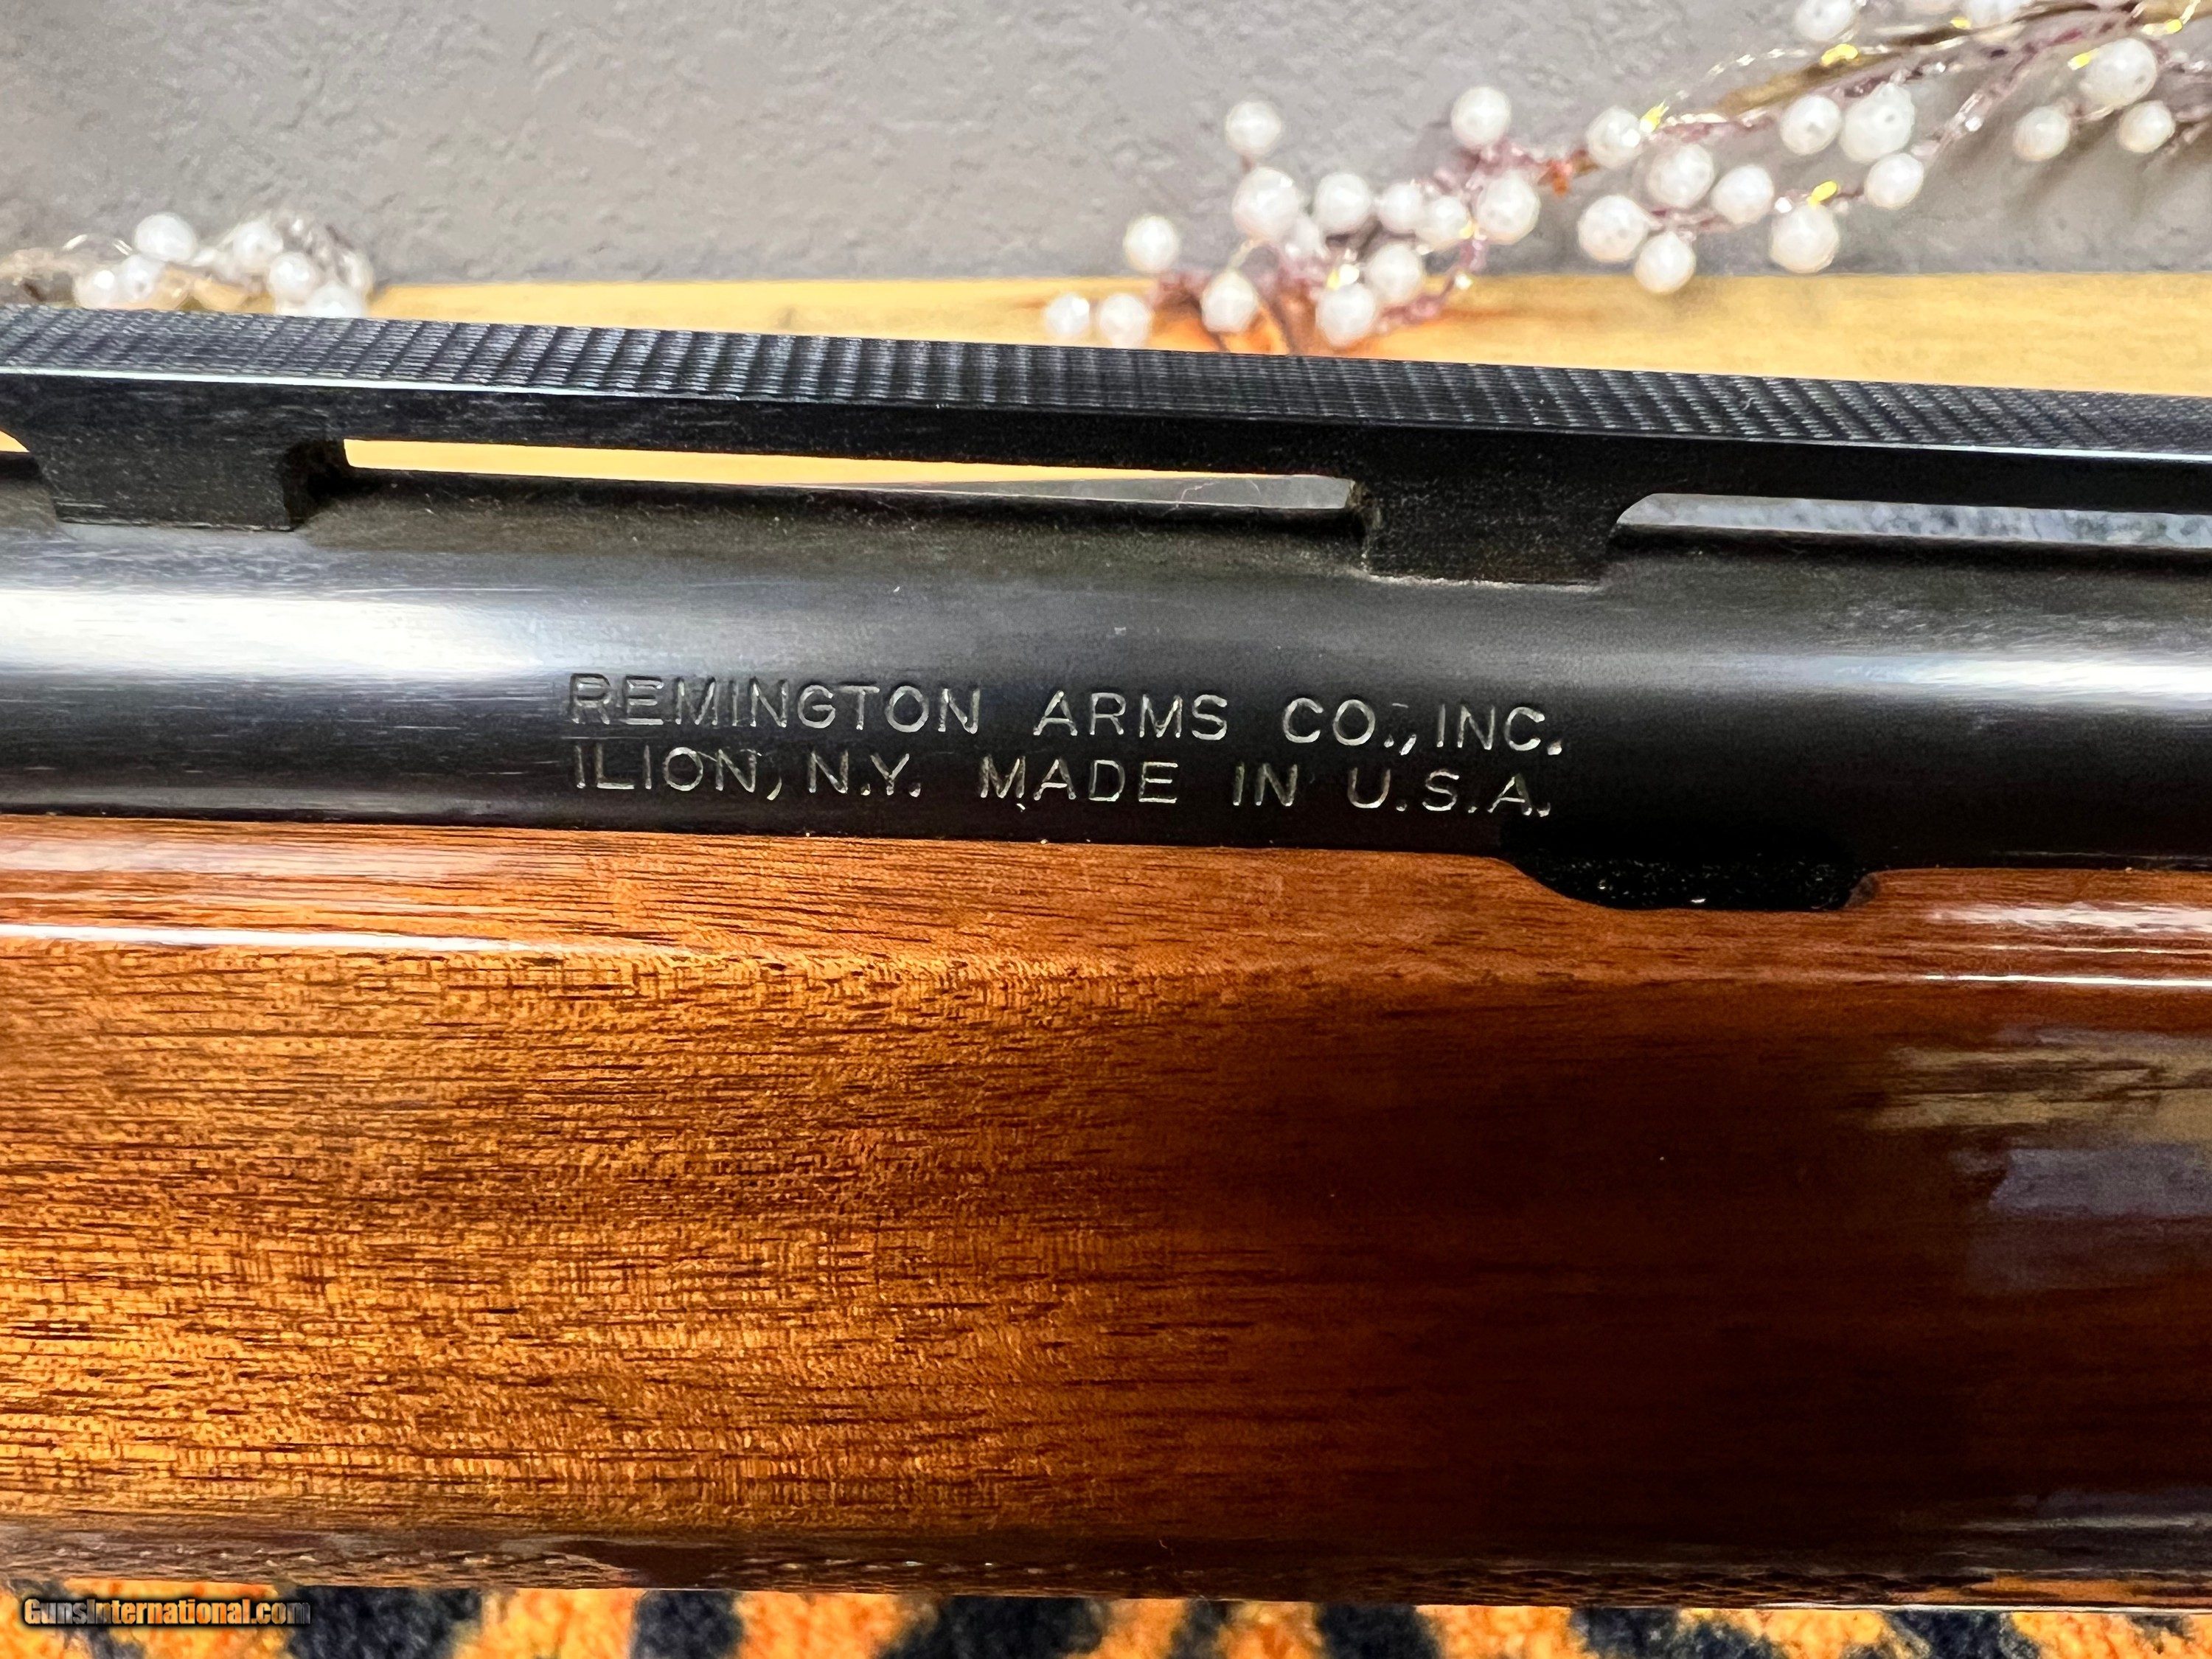 REMINGTON ARMS CO., INC.
ILION, N.Y. MADE IN U.S.A.
GunsInternational.com